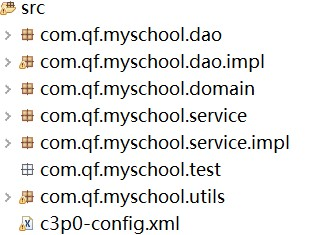 src
com.qf.myschool.dao
com.qf.myschool.dao.impl
com.qf.myschool.domain
com.qf.myschool.service
com.qf.myschool.service.impl
com.qf.myschool.test
com.qf.myschool.utils
c3p0-config.xml